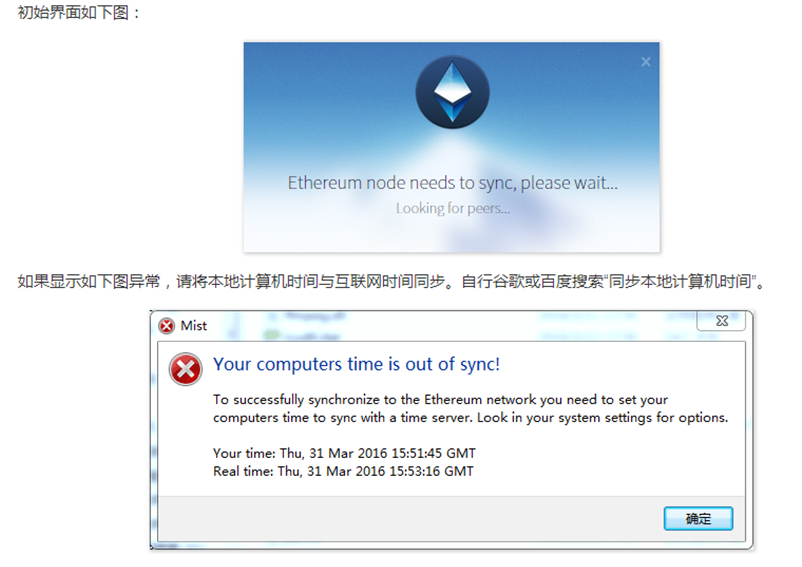 初始界面如下图：
Ethereum node needs to sync, please wait...
Looking for peers...
如果显示如下图异常，请将本地计算机时间与互联网时间同步。自行谷歌或百度搜索“同步本地计算机时间”。
Mist
Your computers time is out of sync!
To successfully synchronize to the Ethereum network you need to set your
computers time to sync with a time server. Look in your system settings for options.
Your time: Thu, 31 Mar 2016 15:51:45 GMT
Real time: Thu, 31 Mar 2016 15:53:16 GMT
确定